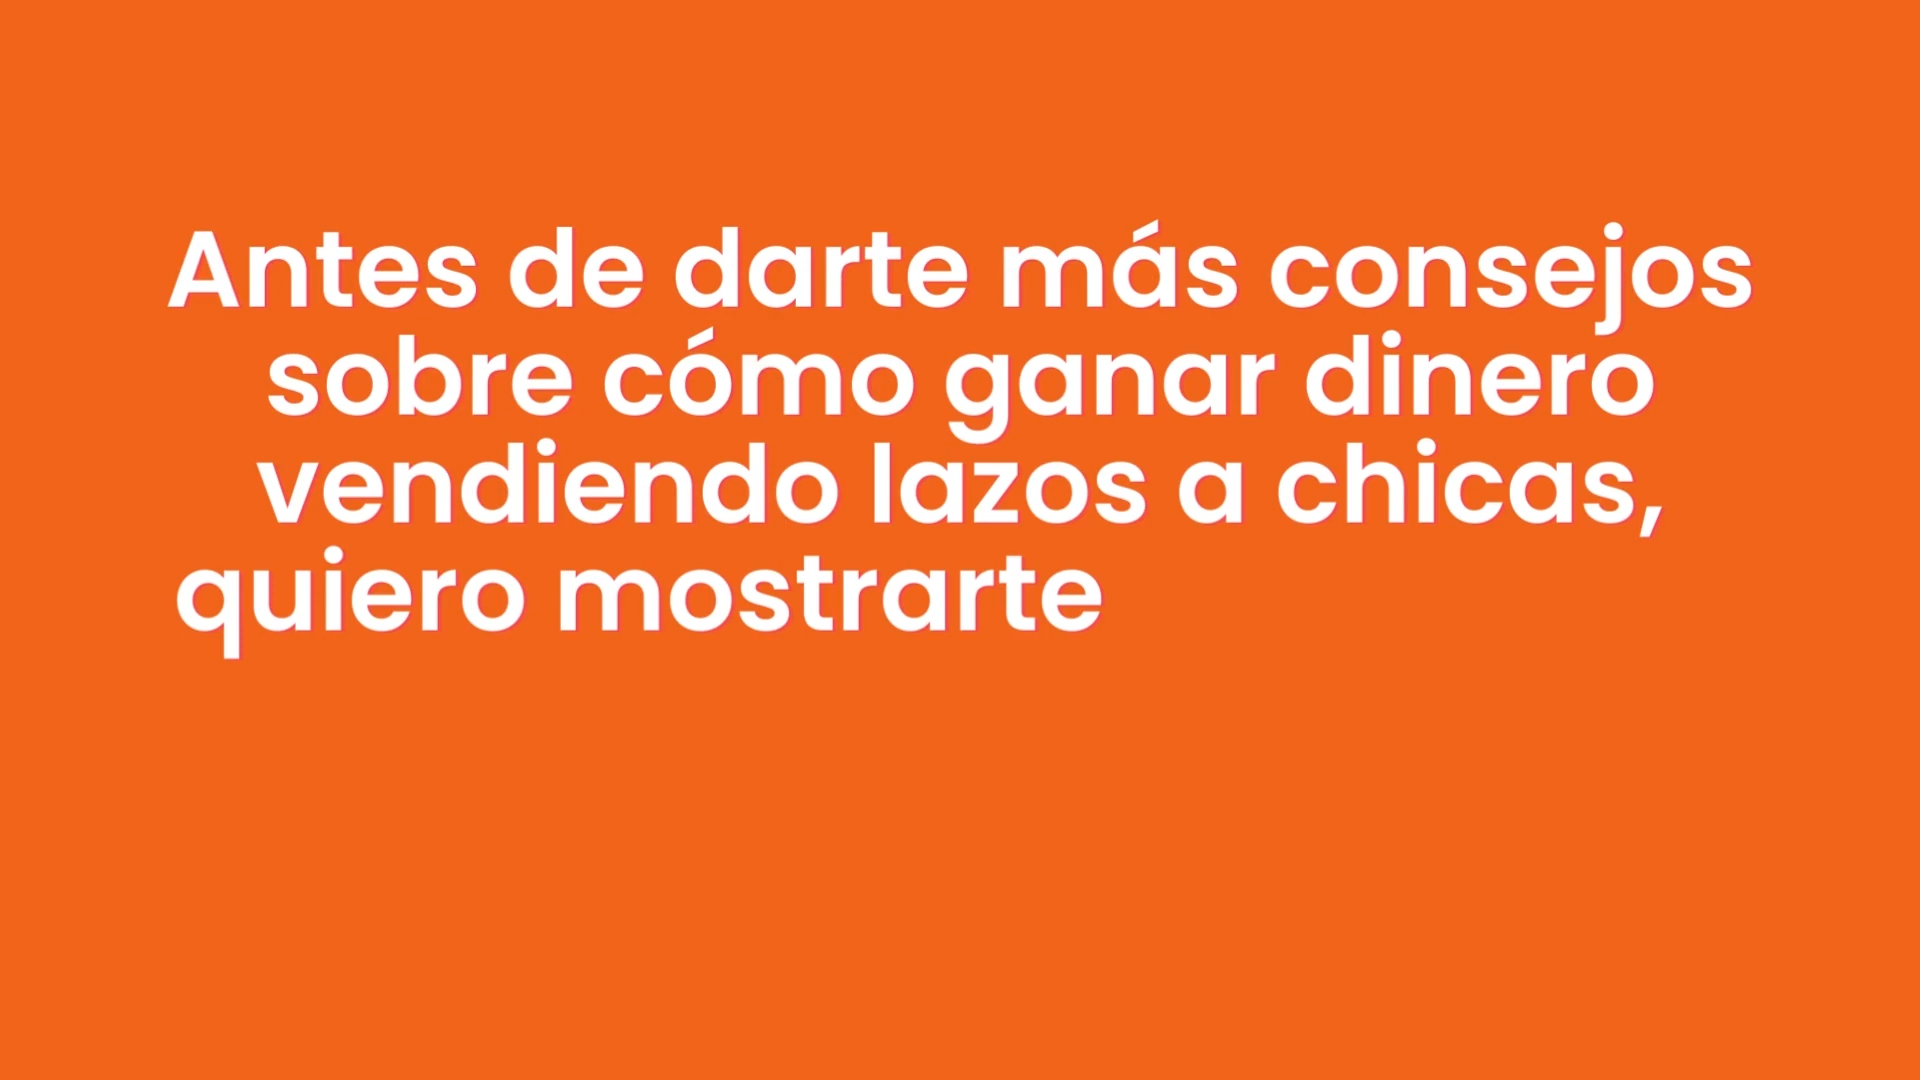 Antes de darte más consejos
sobre cómo ganar dinero
vendiendo lazos a chicas,
quiero mostrarte